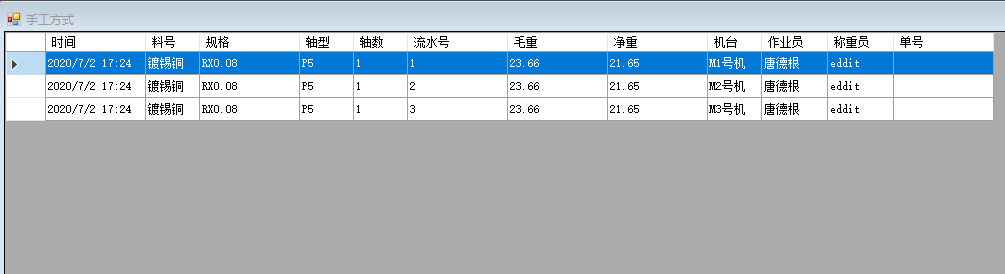 手工方式
时间 料号 规格 轴型 轴数 流水号 毛重 净重 机台 作业员 称重员 单号
2020/7/2 17:24 镀锡铜 RX0.08 P5 1 1 23.66 21.65 M1号机 唐德根 eddit
2020/7/2 17:24 镀锡铜 RX0.08 P5 1 2 23.66 21.65 M2号机 唐德根 eddit
2020/7/2 17:24 镀锡铜 RX0.08 P5 1 3 23.66 21.65 M3号机 唐德根 eddit